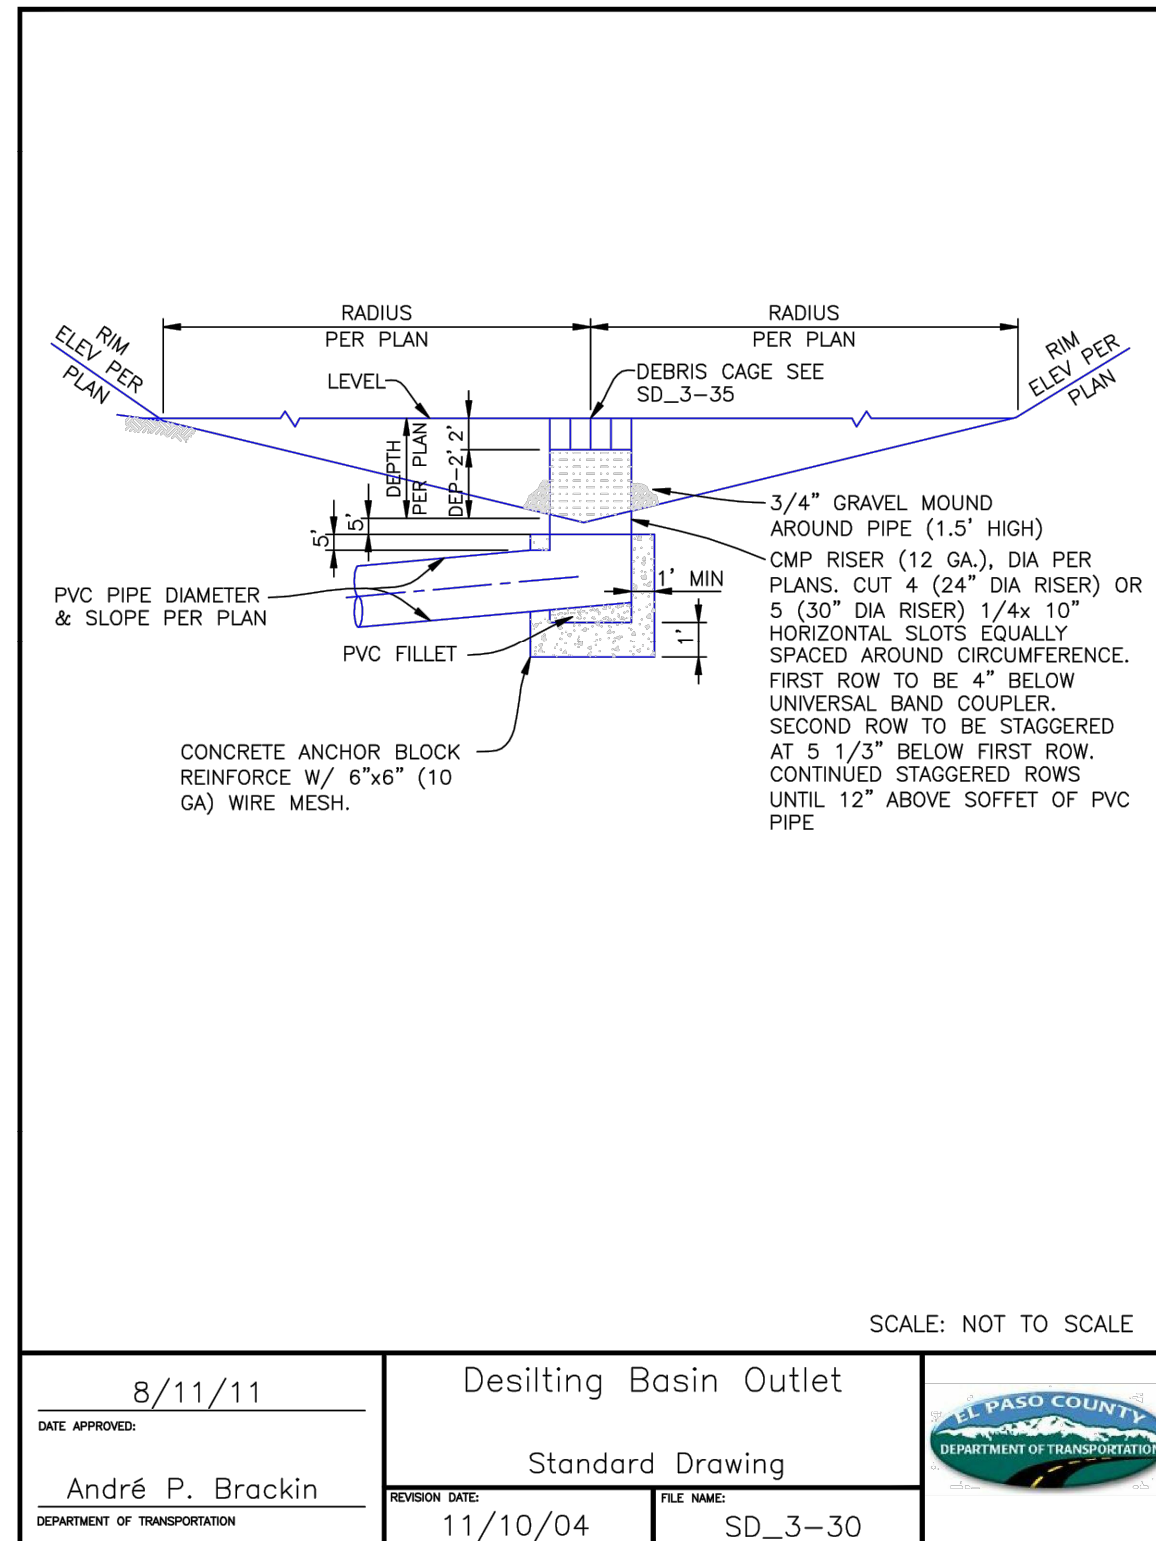 RADIUS
PER PLAN
RADIUS
PER PLAN
RIM
ELEV PER
PLAN
RIM
ELEV PER
PLAN
LEVEL
DEBRIS CAGE SEE
SD_3-35
DEPTH
PER PLAN
2'
DEP-2'
5'
5'
3/4" GRAVEL MOUND
AROUND PIPE (1.5' HIGH)
CMP RISER (12 GA.), DIA PER
PLANS. CUT 4 (24" DIA RISER) OR
5 (30" DIA RISER) 1/4x 10"
HORIZONTAL SLOTS EQUALLY
SPACED AROUND CIRCUMFERENCE.
FIRST ROW TO BE 4" BELOW
UNIVERSAL BAND COUPLER.
SECOND ROW TO BE STAGGERED
AT 5 1/3" BELOW FIRST ROW.
CONTINUED STAGGERED ROWS
UNTIL 12" ABOVE SOFFET OF PVC
PIPE
1' MIN
1'
PVC PIPE DIAMETER
& SLOPE PER PLAN
PVC FILLET
CONCRETE ANCHOR BLOCK
REINFORCE W/ 6"x6" (10
GA) WIRE MESH.
SCALE: NOT TO SCALE
8/11/11
DATE APPROVED:
André P. Brackin
DEPARTMENT OF TRANSPORTATION
Desilting Basin Outlet
Standard Drawing
REVISION DATE:
11/10/04
FILE NAME:
SD_3-30
EL PASO COUNTY
DEPARTMENT OF TRANSPORTATION